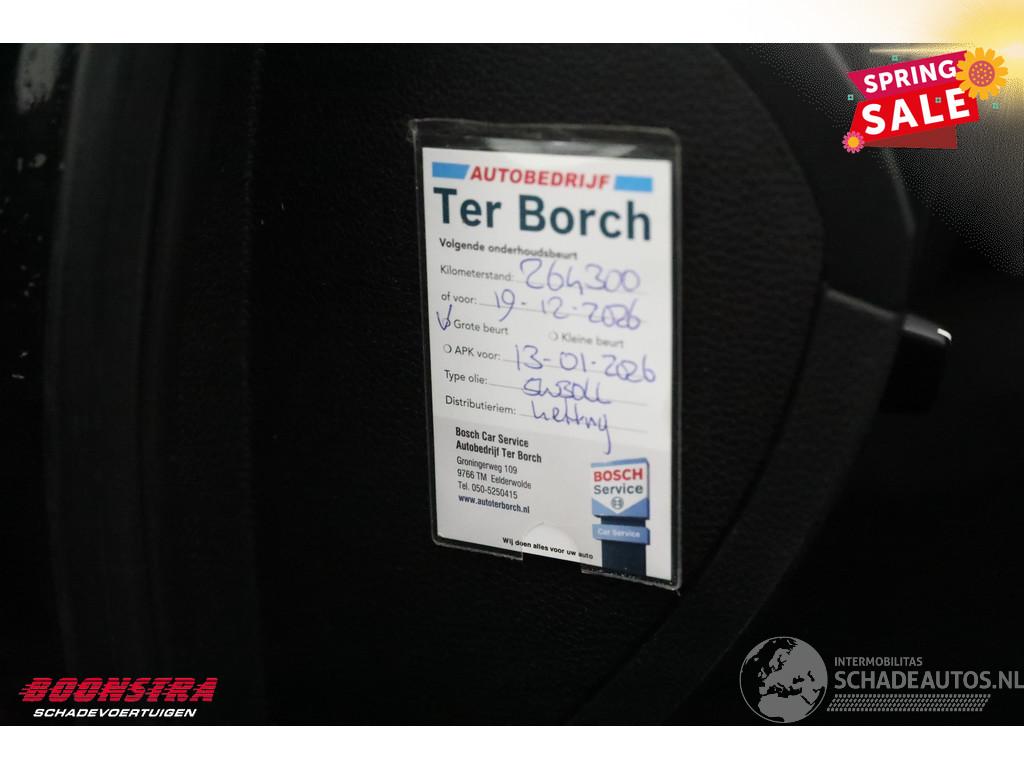 SPRING
SALE
AUTOBEDRIJF
Ter Borch
Volgende onderhoudsbeurt
Kilometerstand: 264300
of voor: 19-12-2026
Grote beurt Kleine beurt
APK voor: 13-01-2026
Type olie: 5W30LL
Distributieriem: ketting
Bosch Car Service
Autobedrijf Ter Borch
Groningerweg 109
9766 TM Eelderwolde
Tel. 050-5250415
www.autoterborch.nl
BOSCH
Service
Car Service
Wij doen alles voor uw auto
BOONSTRA
SCHADEVOERTUIGEN
INTERMOBILITAS
SCHADEAUTOS.NL